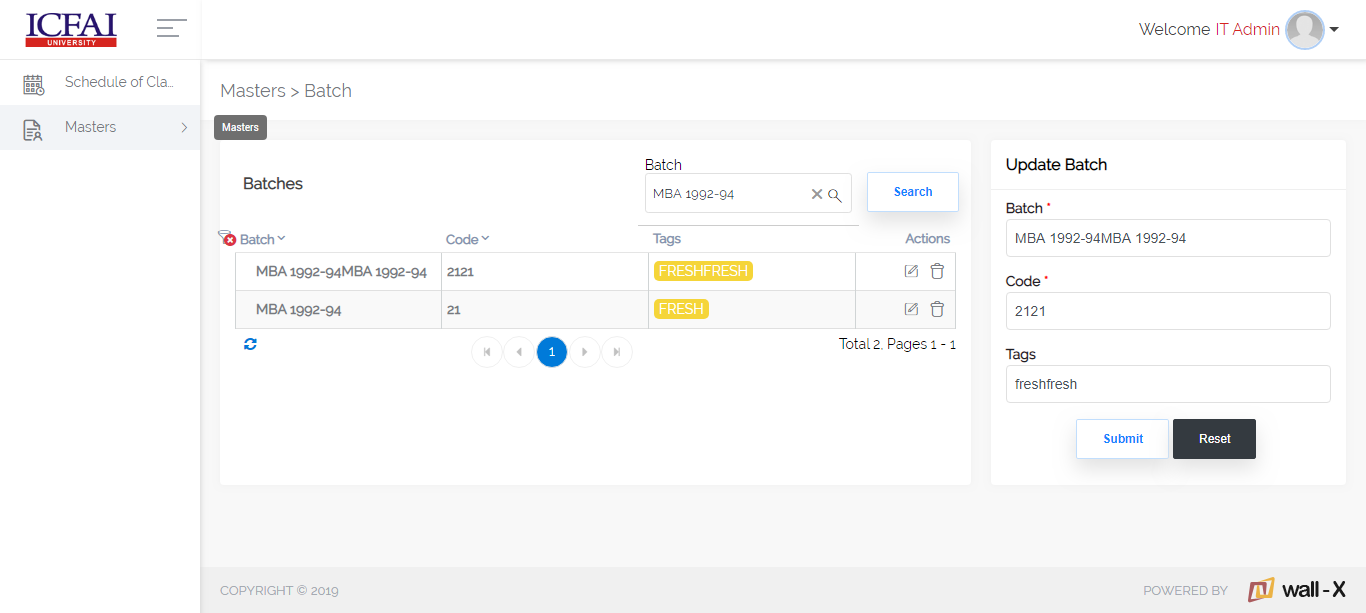 ICFAI
UNIVERSITY
Welcome IT Admin
Schedule of Cla...
Masters
Masters > Batch
Masters
Batches
Batch
MBA 1992-94
Search
Batch Code Tags Actions
MBA 1992-94MBA 1992-94 2121 FRESHFRESH
MBA 1992-94 21 FRESH
1
Total 2, Pages 1 - 1
Update Batch
Batch *
MBA 1992-94MBA 1992-94
Code *
2121
Tags
freshfresh
Submit Reset
COPYRIGHT © 2019
POWERED BY wall-X